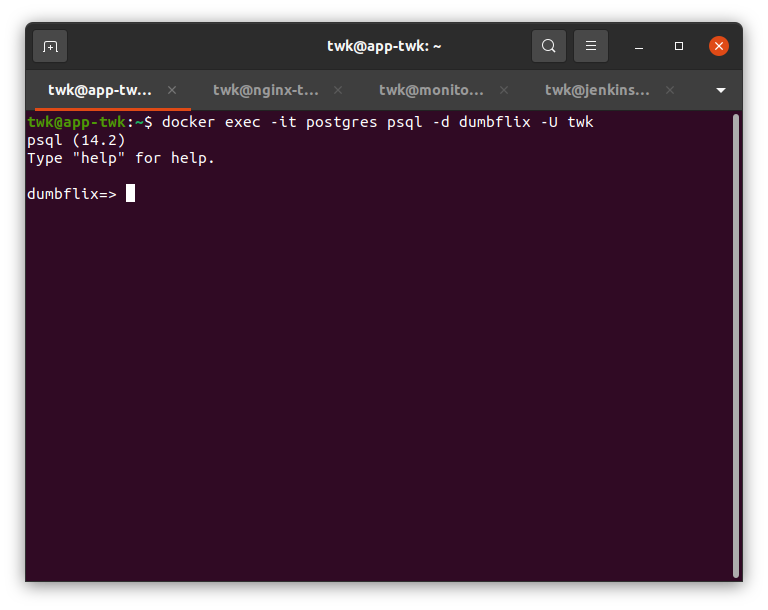 twk@app-twk: ~
twk@app-tw... twk@nginx-t... twk@monito... twk@jenkins...
twk@app-twk:~$ docker exec -it postgres psql -d dumbflix -U twk
psql (14.2)
Type "help" for help.
dumbflix=>